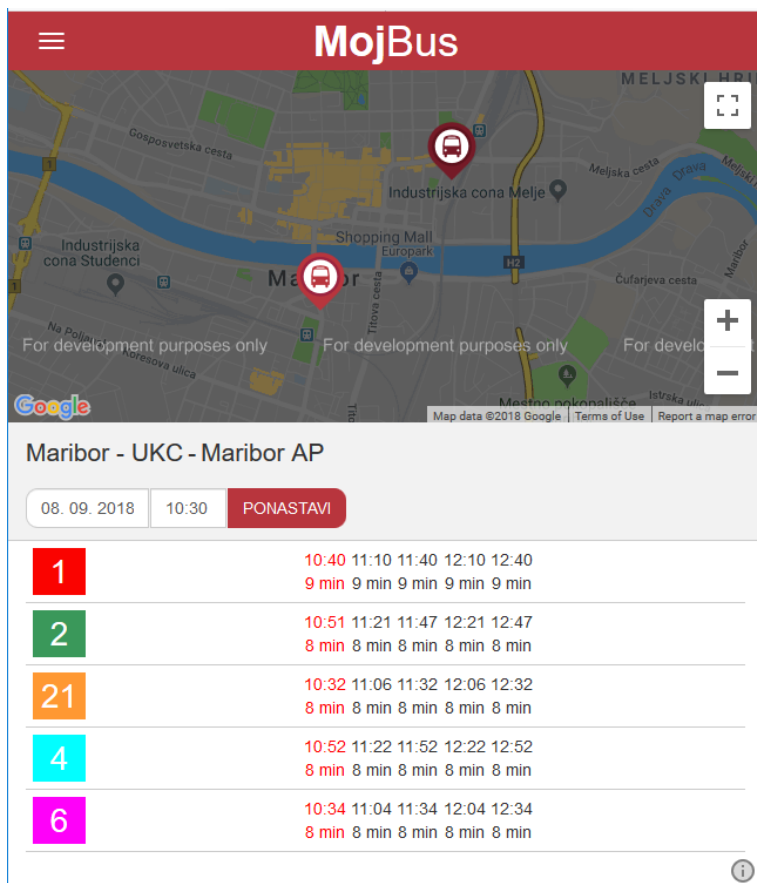 MojBus
MELJSKI HRI
Gosposvetska cesta
1
Meljska cesta
Drava
Meljski
Industrijska cona Melje
Drava
Industrijska
cona Studenci
Shopping Mall
Europark
H2
Maribor
Čufarjeva cesta
1
Maribor
Titova cesta
Na Poljanah
Koresova ulica
For development purposes only
For development purposes only
For develo
t
Mestno pokopališče
Istrska ulica
Google
Tit
Map data ©2018 Google
Terms of Use
Report a map error
Maribor - UKC - Maribor AP
08. 09. 2018
10:30
PONASTAVI
1
10:40 11:10 11:40 12:10 12:40
9 min 9 min 9 min 9 min 9 min
2
10:51 11:21 11:47 12:21 12:47
8 min 8 min 8 min 8 min 8 min
21
10:32 11:06 11:32 12:06 12:32
8 min 8 min 8 min 8 min 8 min
4
10:52 11:22 11:52 12:22 12:52
8 min 8 min 8 min 8 min 8 min
6
10:34 11:04 11:34 12:04 12:34
8 min 8 min 8 min 8 min 8 min